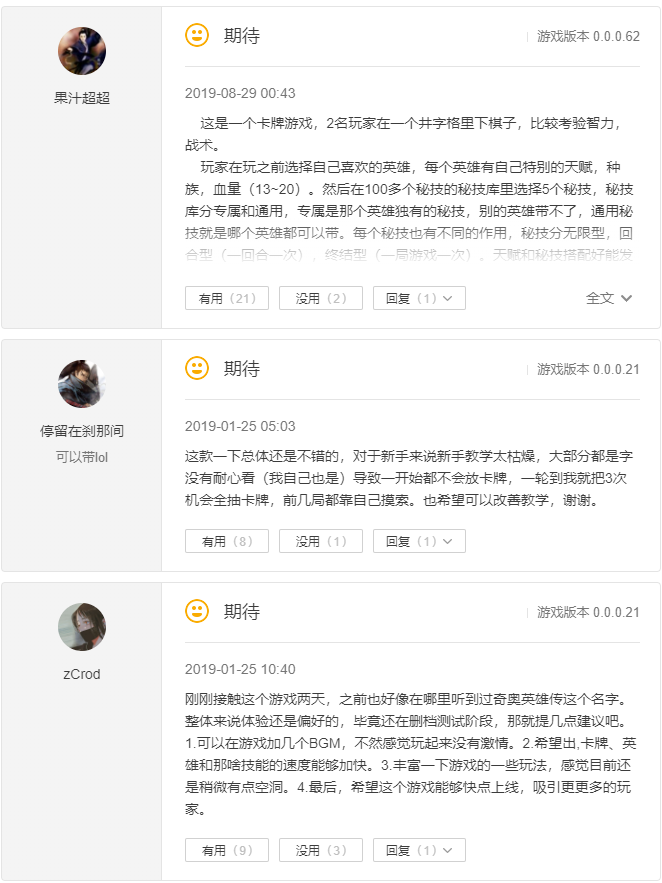 期待
游戏版本 0.0.0.62
果汁超超
2019-08-29 00:43
这是一个卡牌游戏，2名玩家在一个井字格里下棋子，比较考验智力，
战术。
玩家在玩之前选择自己喜欢的英雄，每个英雄有自己特别的天赋，种
族，血量（13~20）。然后在100多个秘技的秘技库里选择5个秘技，秘技
库分专属和通用，专属是那个英雄独有的秘技，别的英雄带不了，通用秘
技就是哪个英雄都可以带。每个秘技也有不同的作用，秘技分无限型，回
合型（一回合一次），终结型（一局游戏一次）。天赋和秘技搭配好能发
有用（21）
没用（2）
回复（1）
全文
期待
游戏版本 0.0.0.21
停留在刹那间
可以带lol
2019-01-25 05:03
这款一下总体还是不错的，对于新手来说新手教学太枯燥，大部分都是字
没有耐心看（我自己也是）导致一开始都不会放卡牌，一轮到我就把3次
机会全抽卡牌，前几局都靠自己摸索。也希望可以改善教学，谢谢。
有用（8）
没用（1）
回复（1）
期待
游戏版本 0.0.0.21
zCrod
2019-01-25 10:40
刚刚接触这个游戏两天，之前也好像在哪里听到过奇奥英雄传这个名字。
整体来说体验还是偏好的，毕竟还在删档测试阶段，那就提几点建议吧。
1.可以在游戏加几个BGM，不然感觉玩起来没有激情。2.希望出,卡牌、英
雄和那啥技能的速度能够加快。3.丰富一下游戏的一些玩法，感觉目前还
是稍微有点空洞。4.最后，希望这个游戏能够快点上线，吸引更更多的玩
家。
有用（9）
没用（3）
回复（1）